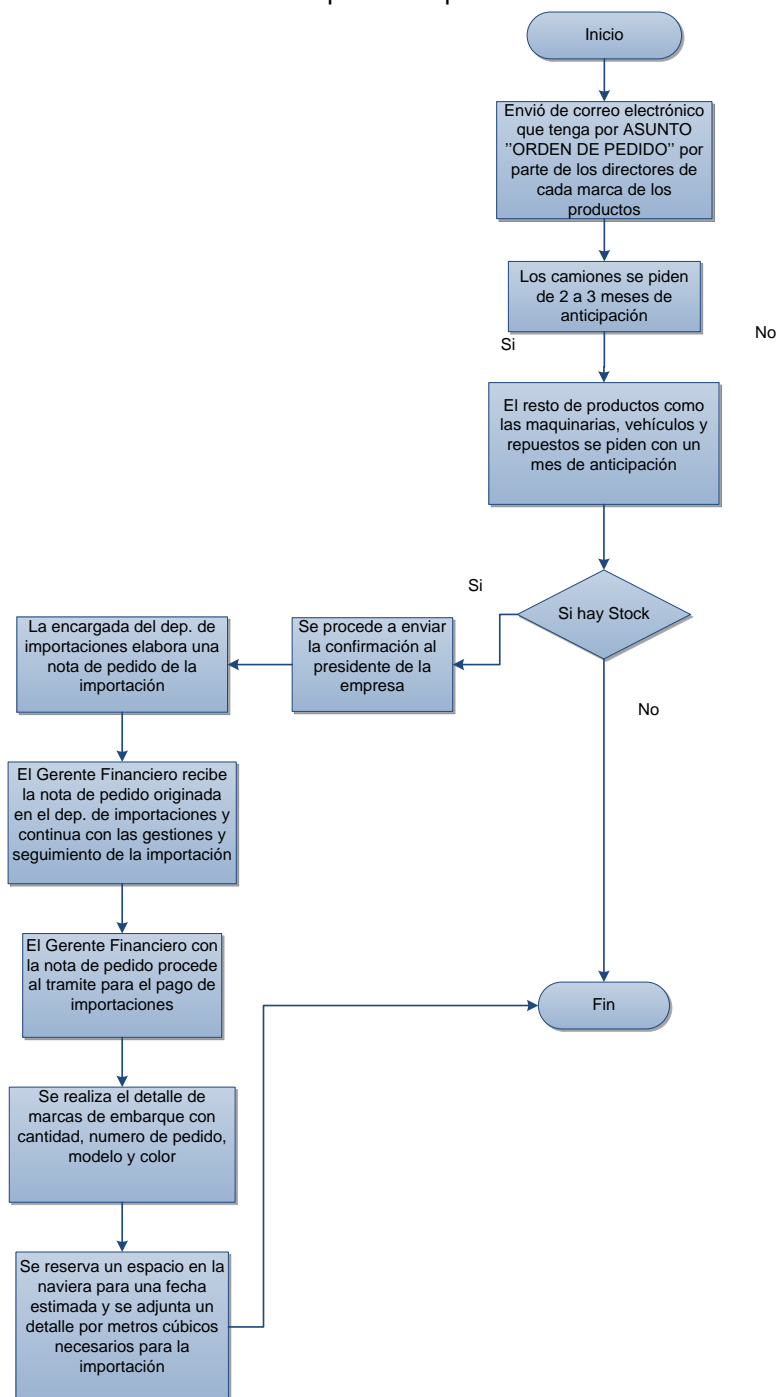 Inicio
Envió de correo electrónico
que tenga por ASUNTO
’’ORDEN DE PEDIDO’’ por
parte de los directores de
cada marca de los
productos
Los camiones se piden
de 2 a 3 meses de
anticipación
Si
No
El resto de productos como
las maquinarias, vehículos y
repuestos se piden con un
mes de anticipación
Si hay Stock
Si
No
Se procede a enviar
la confirmación al
presidente de la
empresa
La encargada del dep. de
importaciones elabora una
nota de pedido de la
importación
El Gerente Financiero recibe
la nota de pedido originada
en el dep. de importaciones y
continua con las gestiones y
seguimiento de la importación
El Gerente Financiero con
la nota de pedido procede
al tramite para el pago de
importaciones
Se realiza el detalle de
marcas de embarque con
cantidad, numero de pedido,
modelo y color
Se reserva un espacio en la
naviera para una fecha
estimada y se adjunta un
detalle por metros cúbicos
necesarios para la
importación
Fin